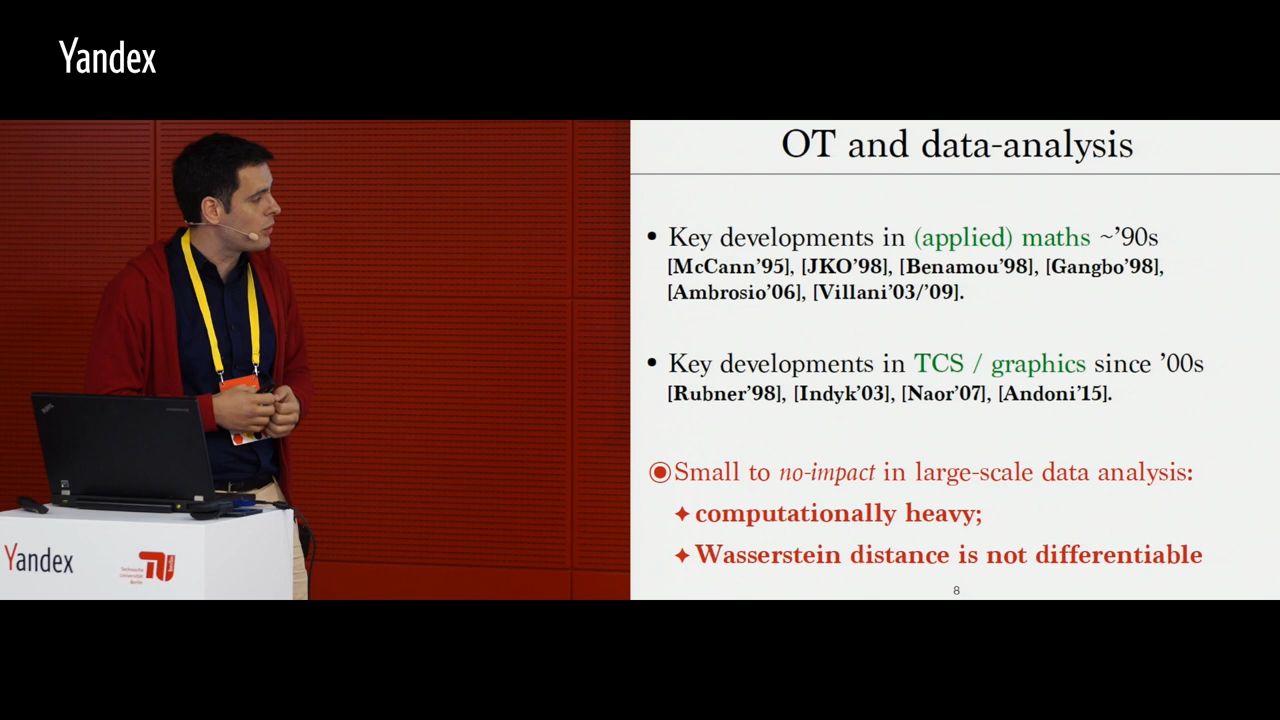 Yandex
OT and data-analysis
• Key developments in (applied) maths ~'90s
[McCann'95], [JKO'98], [Benamou'98], [Gangbo'98],
[Ambrosio'06], [Villani'03/'09].
• Key developments in TCS / graphics since '00s
[Rubner'98], [Indyk'03], [Naor'07], [Andoni'15].
Small to no-impact in large-scale data analysis:
✦ computationally heavy;
✦ Wasserstein distance is not differentiable
8
Yandex
Technische
Universität
Berlin